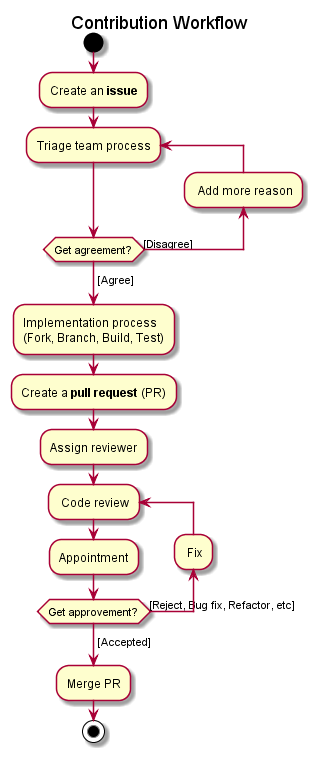 Contribution Workflow
Create an issue
Triage team process
Add more reason
Get agreement?
[Disagree]
[Agree]
Implementation process
(Fork, Branch, Build, Test)
Create a pull request (PR)
Assign reviewer
Code review
Appointment
Fix
Get approvement?
[Reject, Bug fix, Refactor, etc]
[Accepted]
Merge PR